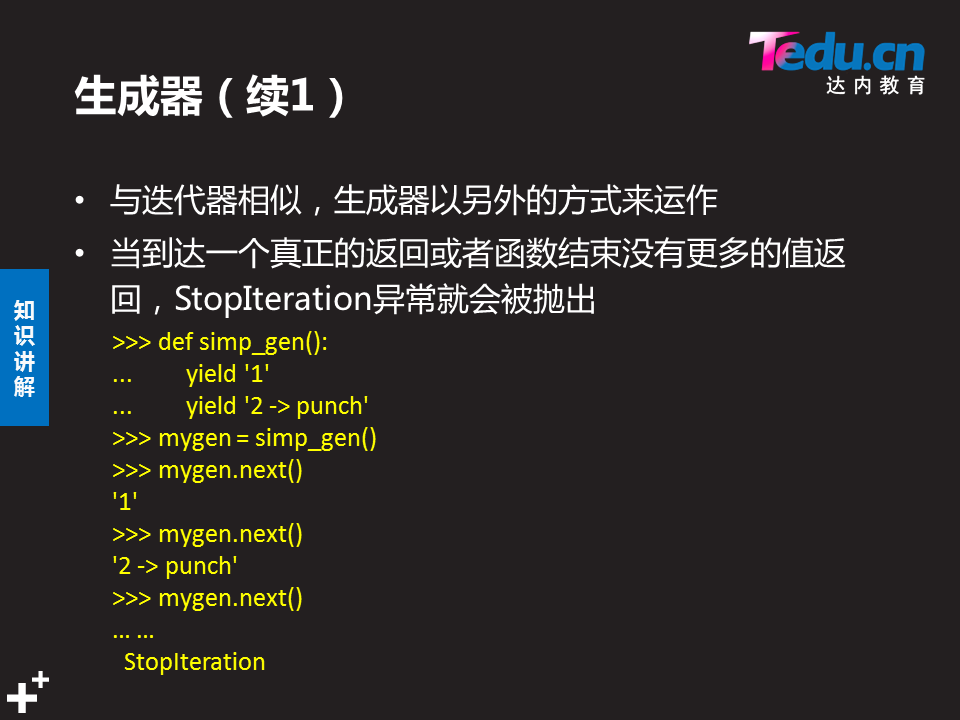 Tedu.cn
达内教育
生成器（续1）
• 与迭代器相似，生成器以另外的方式来运作
• 当到达一个真正的返回或者函数结束没有更多的值返
回，StopIteration异常就会被抛出
知
识
讲
解
>>> def simp_gen():
...       yield '1'
...       yield '2 -> punch'
>>> mygen = simp_gen()
>>> mygen.next()
'1'
>>> mygen.next()
'2 -> punch'
>>> mygen.next()
... ...
StopIteration